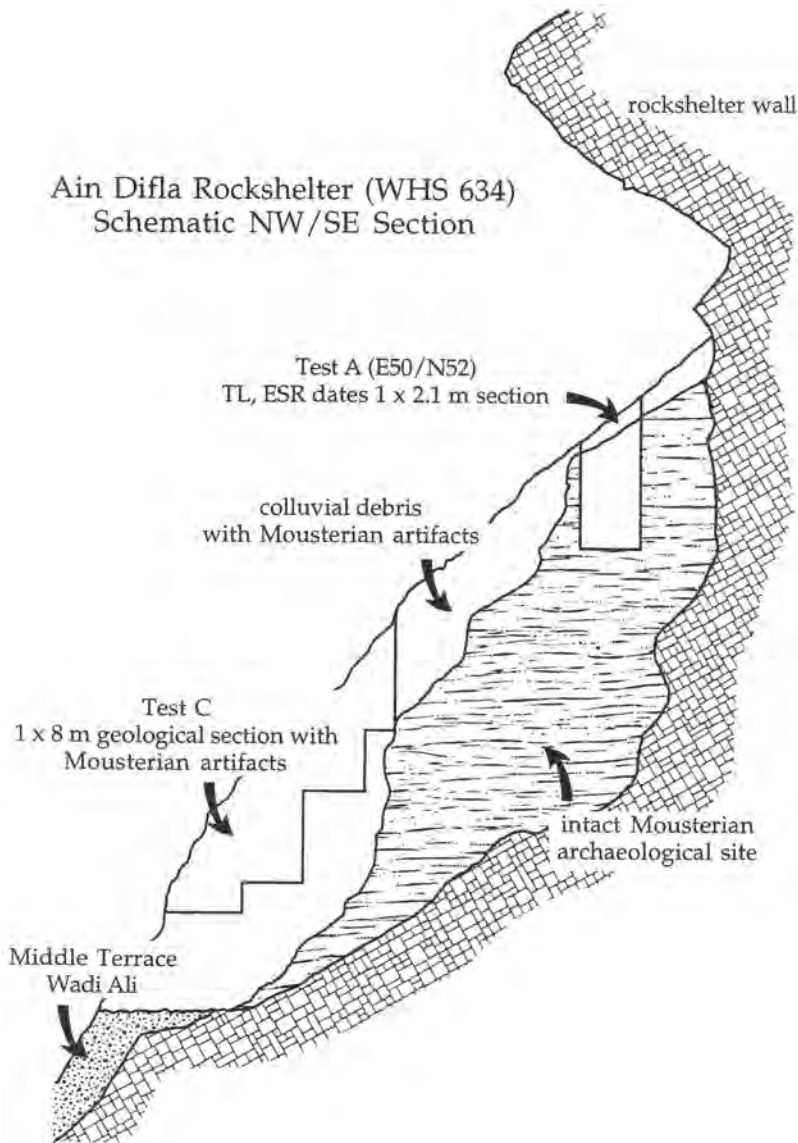 rockshelter wall
Ain Difla Rockshelter (WHS 634)
Schematic NW/SE Section
Test A (E50/N52)
TL, ESR dates 1 x 2.1 m section
colluvial debris
with Mousterian artifacts
Test C
1 x 8 m geological section with
Mousterian artifacts
intact Mousterian
archaeological site
Middle Terrace
Wadi Ali